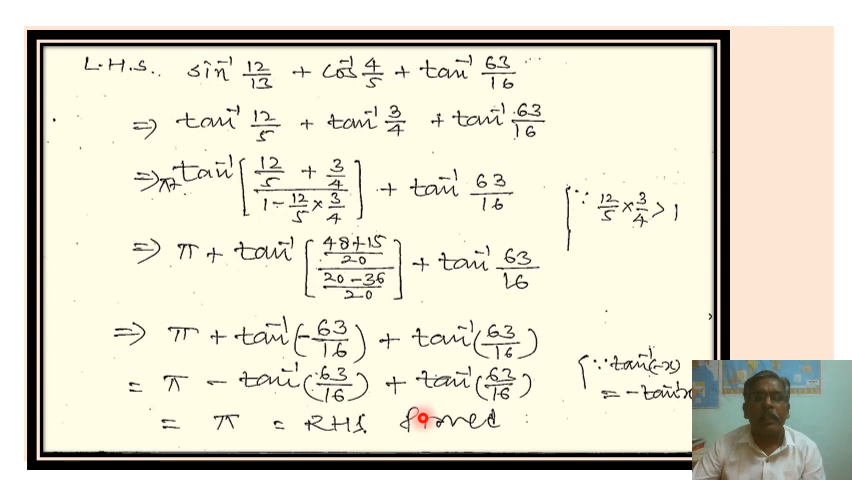 L.H.S. sin⁻¹ 12/13 + cos⁻¹ 4/5 + tan⁻¹ 63/16
⇒ tan⁻¹ 12/5 + tan⁻¹ 3/4 + tan⁻¹ 63/16
⇒ π+ tan⁻¹ [ (12/5 + 3/4) / (1 - 12/5 × 3/4) ] + tan⁻¹ 63/16 [∵ 12/5 × 3/4 > 1
⇒ π + tan⁻¹ [ ((48+15)/20) / ((20-36)/20) ] + tan⁻¹ 63/16
⇒ π + tan⁻¹(-63/16) + tan⁻¹(63/16)
= π - tan⁻¹(63/16) + tan⁻¹(63/16) [∵ tan⁻¹(-x)
= -tan⁻¹x
= π = RHS. Proved